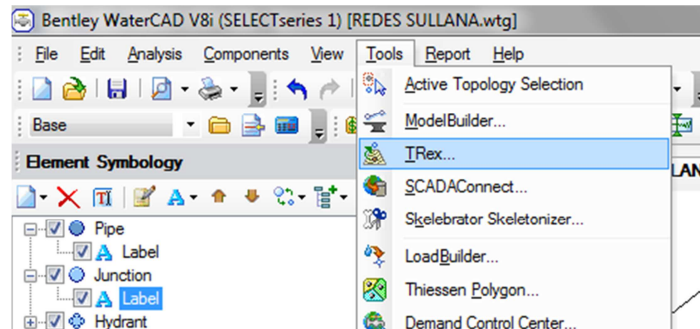 Bentley WaterCAD V8i (SELECTseries 1) [REDES SULLANA.wtg]
File Edit Analysis Components View Tools Report Help
Active Topology Selection
Base
ModelBuilder...
TRex...
Element Symbology
SCADAConnect...
Skelebrator Skeletonizer...
Pipe
Label
LoadBuilder...
Junction
Label
Thiessen Polygon...
Hydrant
Demand Control Center...
LAN